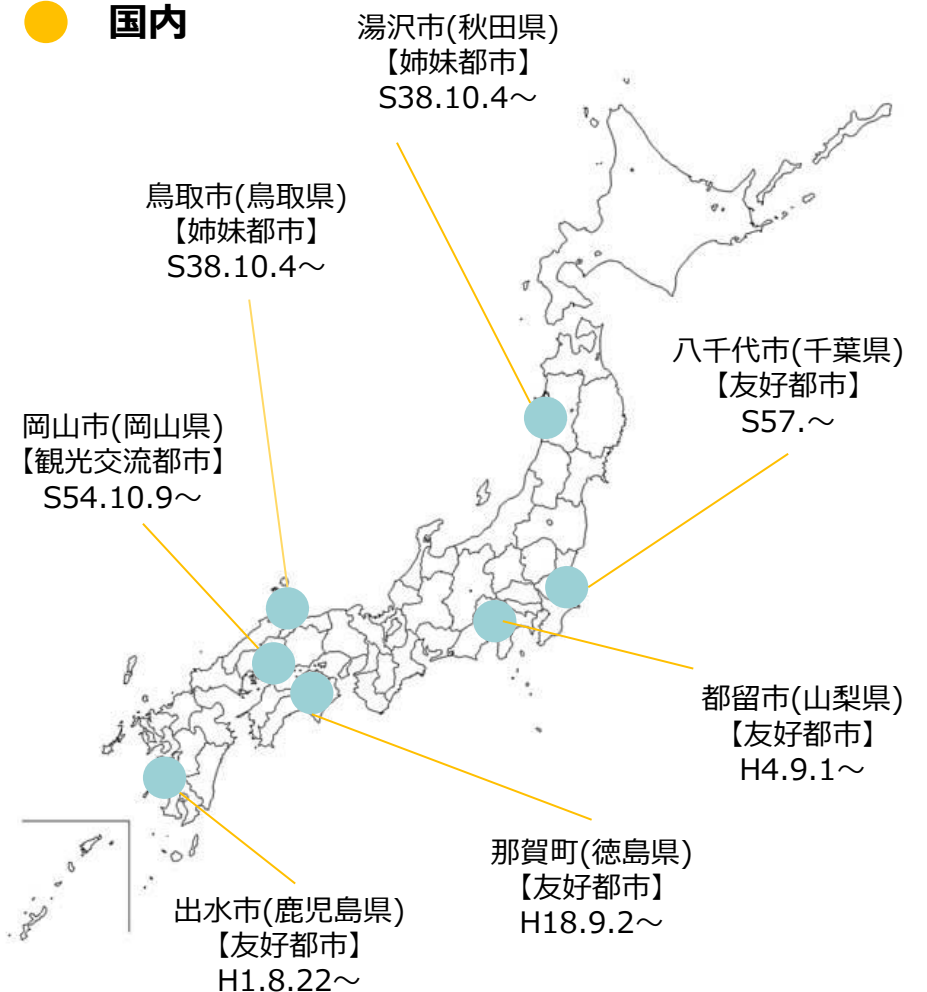 国内
湯沢市(秋田県)
【姉妹都市】
S38.10.4～
鳥取市(鳥取県)
【姉妹都市】
S38.10.4～
八千代市(千葉県)
【友好都市】
S57.～
岡山市(岡山県)
【観光交流都市】
S54.10.9～
都留市(山梨県)
【友好都市】
H4.9.1～
那賀町(徳島県)
【友好都市】
H18.9.2～
出水市(鹿児島県)
【友好都市】
H1.8.22～